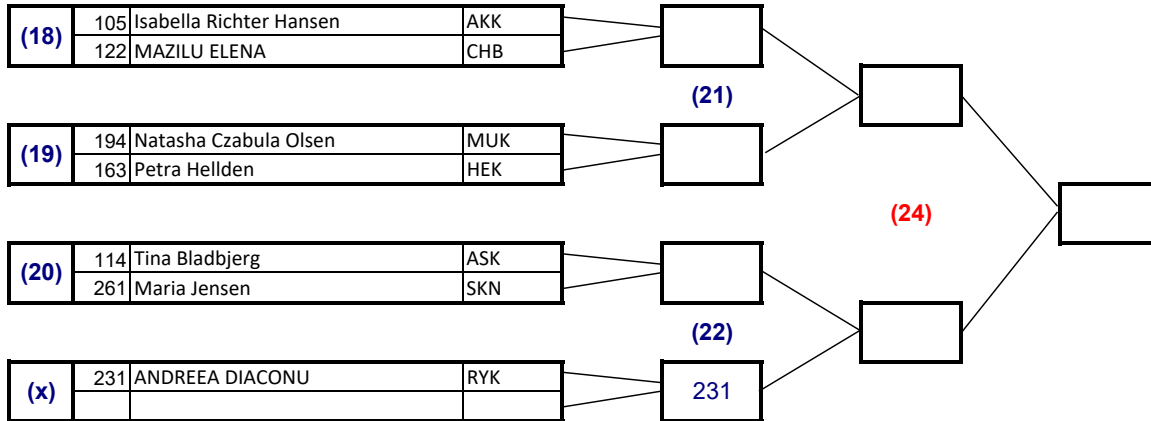 (18) 105 Isabella Richter Hansen AKK
122 MAZILU ELENA CHB
(21)
(19) 194 Natasha Czabula Olsen MUK
163 Petra Hellden HEK
(24)
(20) 114 Tina Bladbjerg ASK
261 Maria Jensen SKN
(22)
(x) 231 ANDREEA DIACONU RYK 231